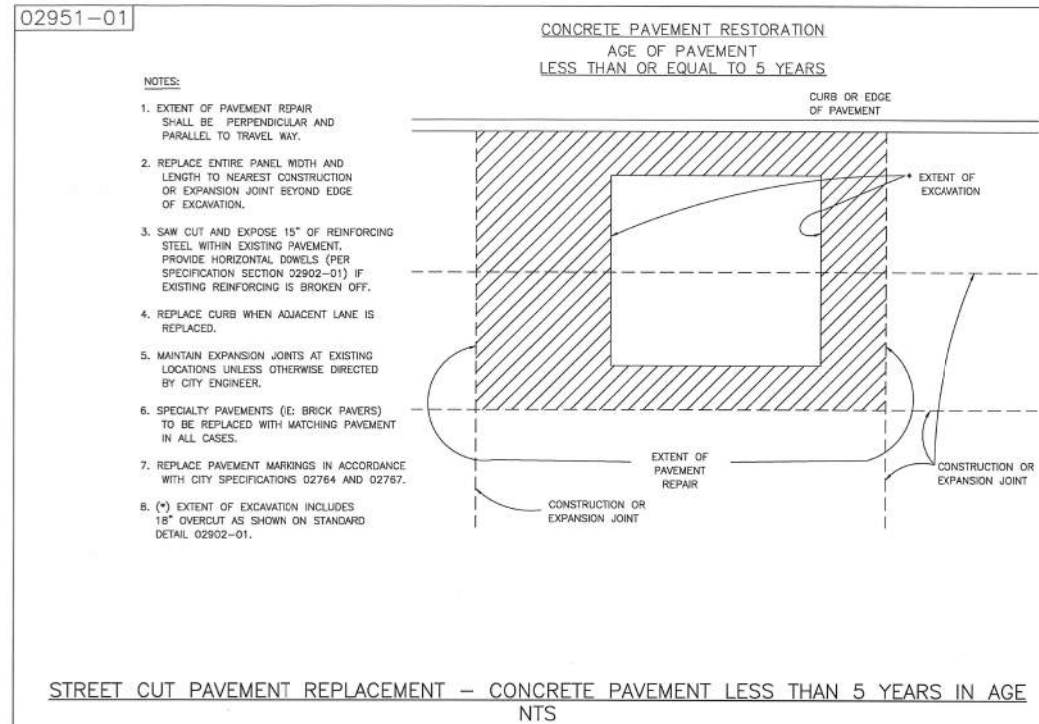 02951-01
CONCRETE PAVEMENT RESTORATION
AGE OF PAVEMENT
LESS THAN OR EQUAL TO 5 YEARS
NOTES:
1. EXTENT OF PAVEMENT REPAIR
SHALL BE PERPENDICULAR AND
PARALLEL TO TRAVEL WAY.
2. REPLACE ENTIRE PANEL WIDTH AND
LENGTH TO NEAREST CONSTRUCTION
OR EXPANSION JOINT BEYOND EDGE
OF EXCAVATION.
3. SAW CUT AND EXPOSE 15" OF REINFORCING
STEEL WITHIN EXISTING PAVEMENT.
PROVIDE HORIZONTAL DOWELS (PER
SPECIFICATION SECTION 02902-01) IF
EXISTING REINFORCING IS BROKEN OFF.
4. REPLACE CURB WHEN ADJACENT LANE IS
REPLACED.
5. MAINTAIN EXPANSION JOINTS AT EXISTING
LOCATIONS UNLESS OTHERWISE DIRECTED
BY CITY ENGINEER.
6. SPECIALTY PAVEMENTS (IE: BRICK PAVERS)
TO BE REPLACED WITH MATCHING PAVEMENT
IN ALL CASES.
7. REPLACE PAVEMENT MARKINGS IN ACCORDANCE
WITH CITY SPECIFICATIONS 02764 AND 02767.
8. (*) EXTENT OF EXCAVATION INCLUDES
18" OVERCUT AS SHOWN ON STANDARD
DETAIL 02902-01.
CURB OR EDGE
OF PAVEMENT
* EXTENT OF
EXCAVATION
EXTENT OF
PAVEMENT
REPAIR
CONSTRUCTION OR
EXPANSION JOINT
CONSTRUCTION OR
EXPANSION JOINT
STREET CUT PAVEMENT REPLACEMENT - CONCRETE PAVEMENT LESS THAN 5 YEARS IN AGE
NTS